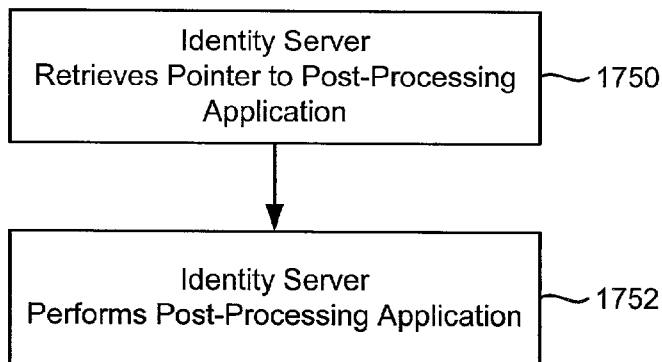 Identity Server
Retrieves Pointer to Post-Processing
Application
1750
Identity Server
Performs Post-Processing Application
1752